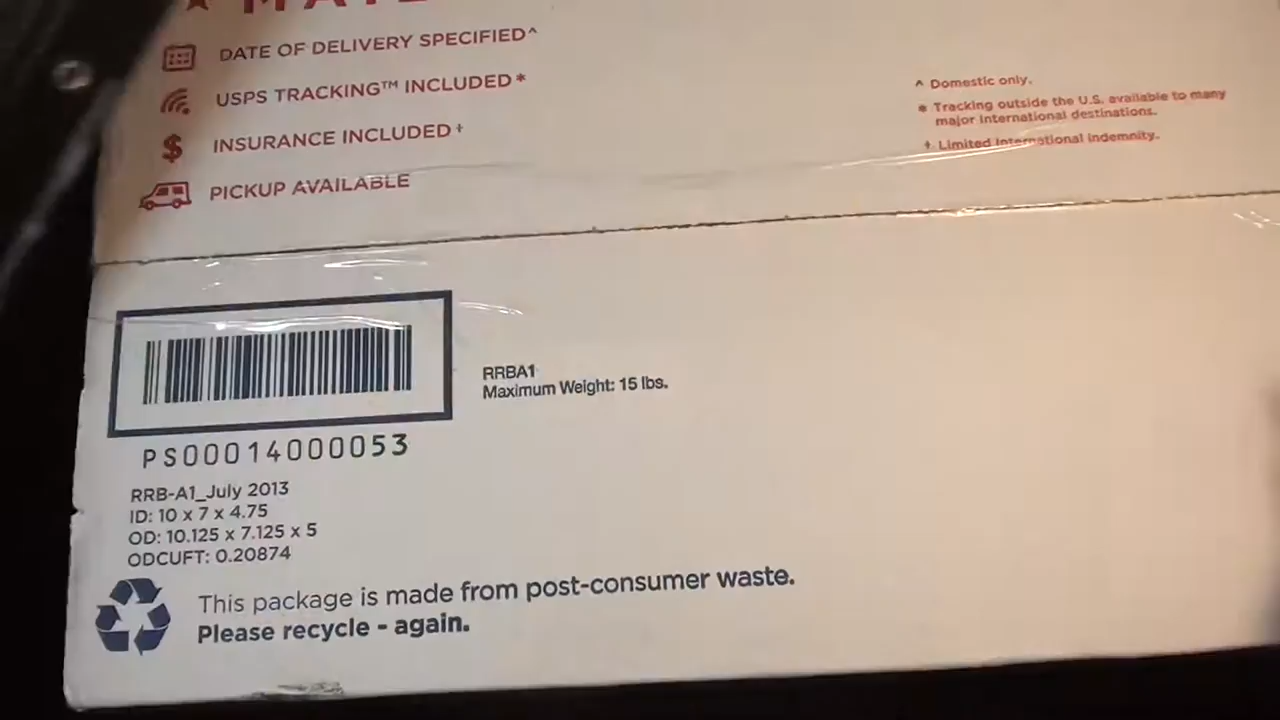 DATE OF DELIVERY SPECIFIED^
USPS TRACKING™ INCLUDED*
INSURANCE INCLUDED†
PICKUP AVAILABLE
^ Domestic only.
* Tracking outside the U.S. available to many
major international destinations.
† Limited international indemnity.
RRBA1
Maximum Weight: 15 lbs.
PS00014000053
RRB-A1_July 2013
ID: 10 x 7 x 4.75
OD: 10.125 x 7.125 x 5
ODCUFT: 0.20874
This package is made from post-consumer waste.
Please recycle - again.